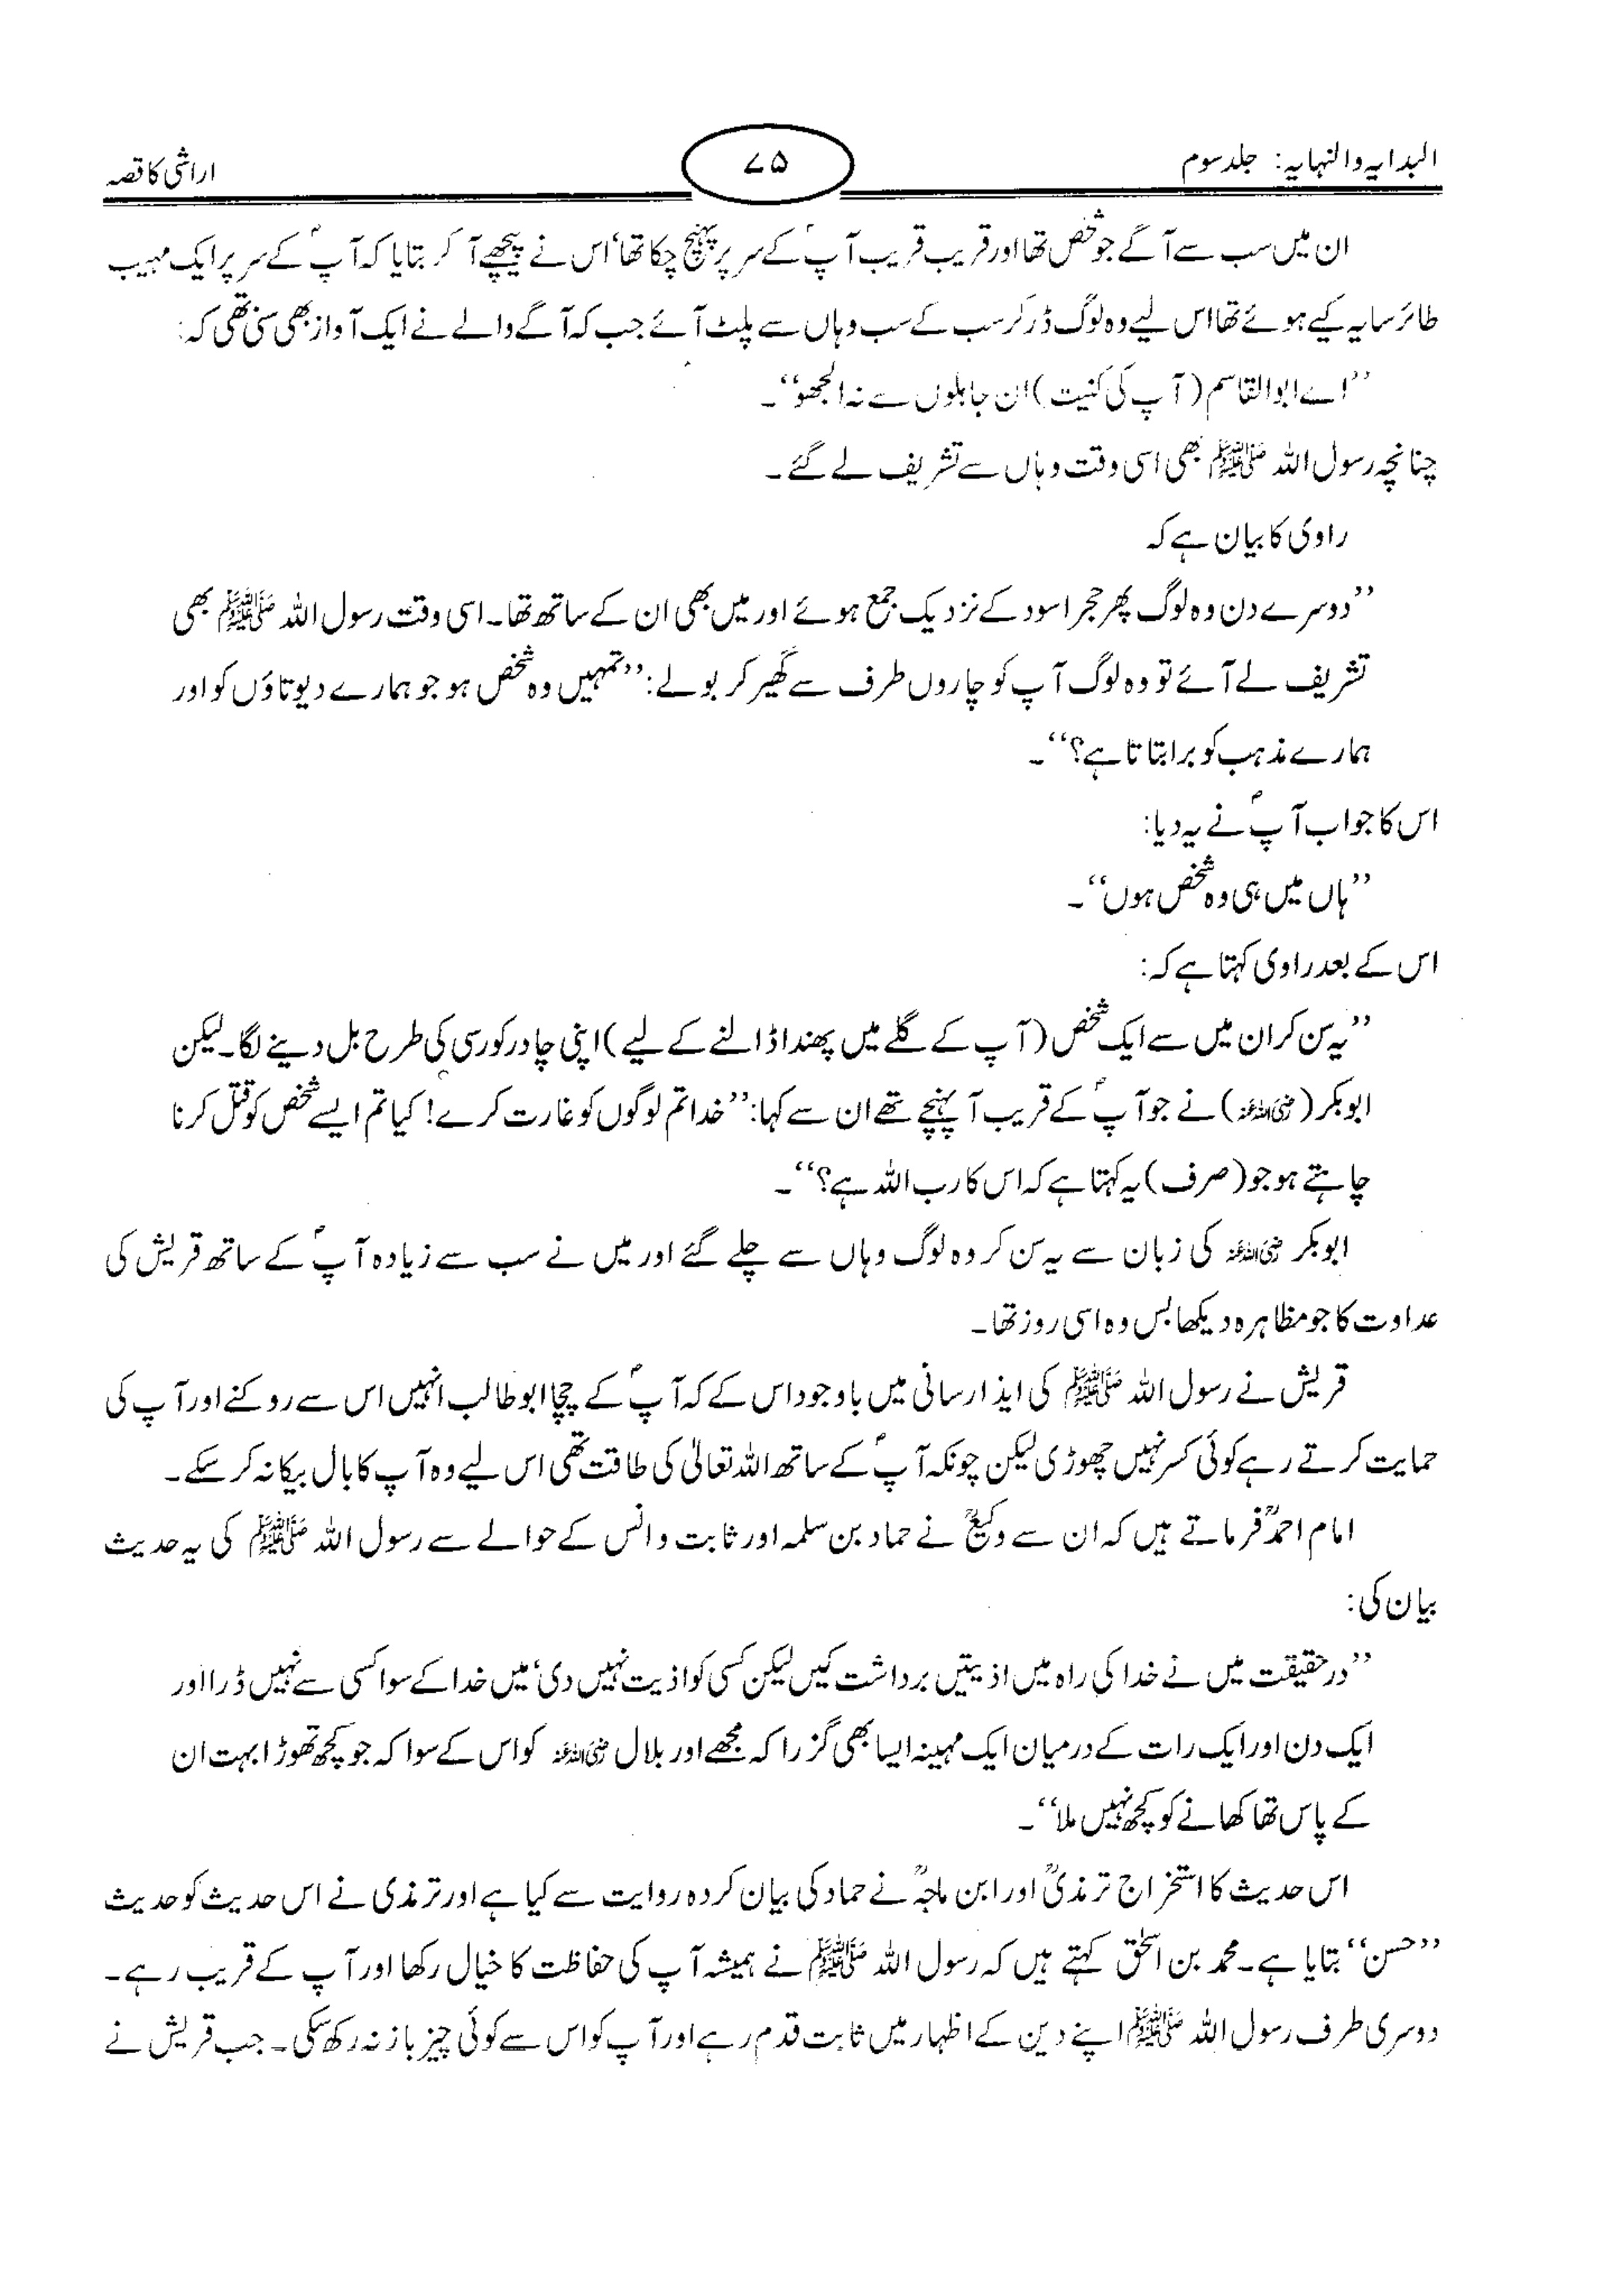 البدایہ والنہایہ: جلد سوم
۷۵
اراشی کا قصہ
ان میں سب سے آگے جو شخص تھا اور قریب قریب آپؐ کے سر پر پہنچ چکا تھا‘ اس نے پیچھے آ کر بتایا کہ آپؐ کے سر پر ایک مہیب
طائر سایہ کیے ہوئے تھا اس لیے وہ لوگ ڈر کر سب کے سب وہاں سے پلٹ آئے جب کہ آگے والے نے ایک آواز بھی سنی تھی کہ:
’’اے ابوالقاسم (آپ کی کنیت) ان جاہلوں سے نہ الجھو‘‘۔
چنانچہ رسول اللہ ﷺ بھی اسی وقت وہاں سے تشریف لے گئے۔
راوی کا بیان ہے کہ
’’دوسرے دن وہ لوگ پھر حجر اسود کے نزدیک جمع ہوئے اور میں بھی ان کے ساتھ تھا۔ اسی وقت رسول اللہ ﷺ بھی
تشریف لے آئے تو وہ لوگ آپ کو چاروں طرف سے گھیر کر بولے: ’’تمہیں وہ شخص ہو جو ہمارے دیوتاؤں کو اور
ہمارے مذہب کو برا بتاتا ہے؟‘‘۔
اس کا جواب آپؐ نے یہ دیا:
’’ہاں میں ہی وہ شخص ہوں‘‘۔
اس کے بعد راوی کہتا ہے کہ:
’’یہ سن کر ان میں سے ایک شخص (آپ کے گلے میں پھندا ڈالنے کے لیے) اپنی چادر کو رسی کی طرح بل دینے لگا۔ لیکن
ابوبکر (رضی اللہ عنہ) نے جو آپؐ کے قریب آ پہنچے تھے ان سے کہا: ’’خدا تم لوگوں کو غارت کرے! کیا تم ایسے شخص کو قتل کرنا
چاہتے ہو جو (صرف) یہ کہتا ہے کہ اس کا رب اللہ ہے؟‘‘۔
ابوبکر رضی اللہ عنہ کی زبان سے یہ سن کر وہ لوگ وہاں سے چلے گئے اور میں نے سب سے زیادہ آپؐ کے ساتھ قریش کی
عداوت کا جو مظاہرہ دیکھا بس وہ اسی روز تھا۔
قریش نے رسول اللہ ﷺ کی ایذا رسانی میں باوجود اس کے کہ آپؐ کے چچا ابوطالب انہیں اس سے روکنے اور آپ کی
حمایت کرتے رہے کوئی کسر نہیں چھوڑی لیکن چونکہ آپؐ کے ساتھ اللہ تعالیٰ کی طاقت تھی اس لیے وہ آپ کا بال بیکا نہ کر سکے۔
امام احمدؒ فرماتے ہیں کہ ان سے وکیعؒ نے حماد بن سلمہ اور ثابت و انس کے حوالے سے رسول اللہ ﷺ کی یہ حدیث
بیان کی:
’’درحقیقت میں نے خدا کی راہ میں اذیتیں برداشت کیں لیکن کسی کو اذیت نہیں دی‘ میں خدا کے سوا کسی سے نہیں ڈرا اور
ایک دن اور ایک رات کے درمیان ایک مہینہ ایسا بھی گزرا کہ مجھے اور بلال رضی اللہ عنہ کو اس کے سوا کہ جو کچھ تھوڑا بہت ان
کے پاس تھا کھانے کو کچھ نہیں ملا‘‘۔
اس حدیث کا استخراج ترمذیؒ اور ابن ماجہؒ نے حماد کی بیان کردہ روایت سے کیا ہے اور ترمذی نے اس حدیث کو حدیث
’’حسن‘‘ بتایا ہے۔ محمد بن اسحٰق کہتے ہیں کہ رسول اللہ ﷺ نے ہمیشہ آپ کی حفاظت کا خیال رکھا اور آپ کے قریب رہے۔
دوسری طرف رسول اللہ ﷺ اپنے دین کے اظہار میں ثابت قدم رہے اور آپ کو اس سے کوئی چیز باز نہ رکھ سکی۔ جب قریش نے